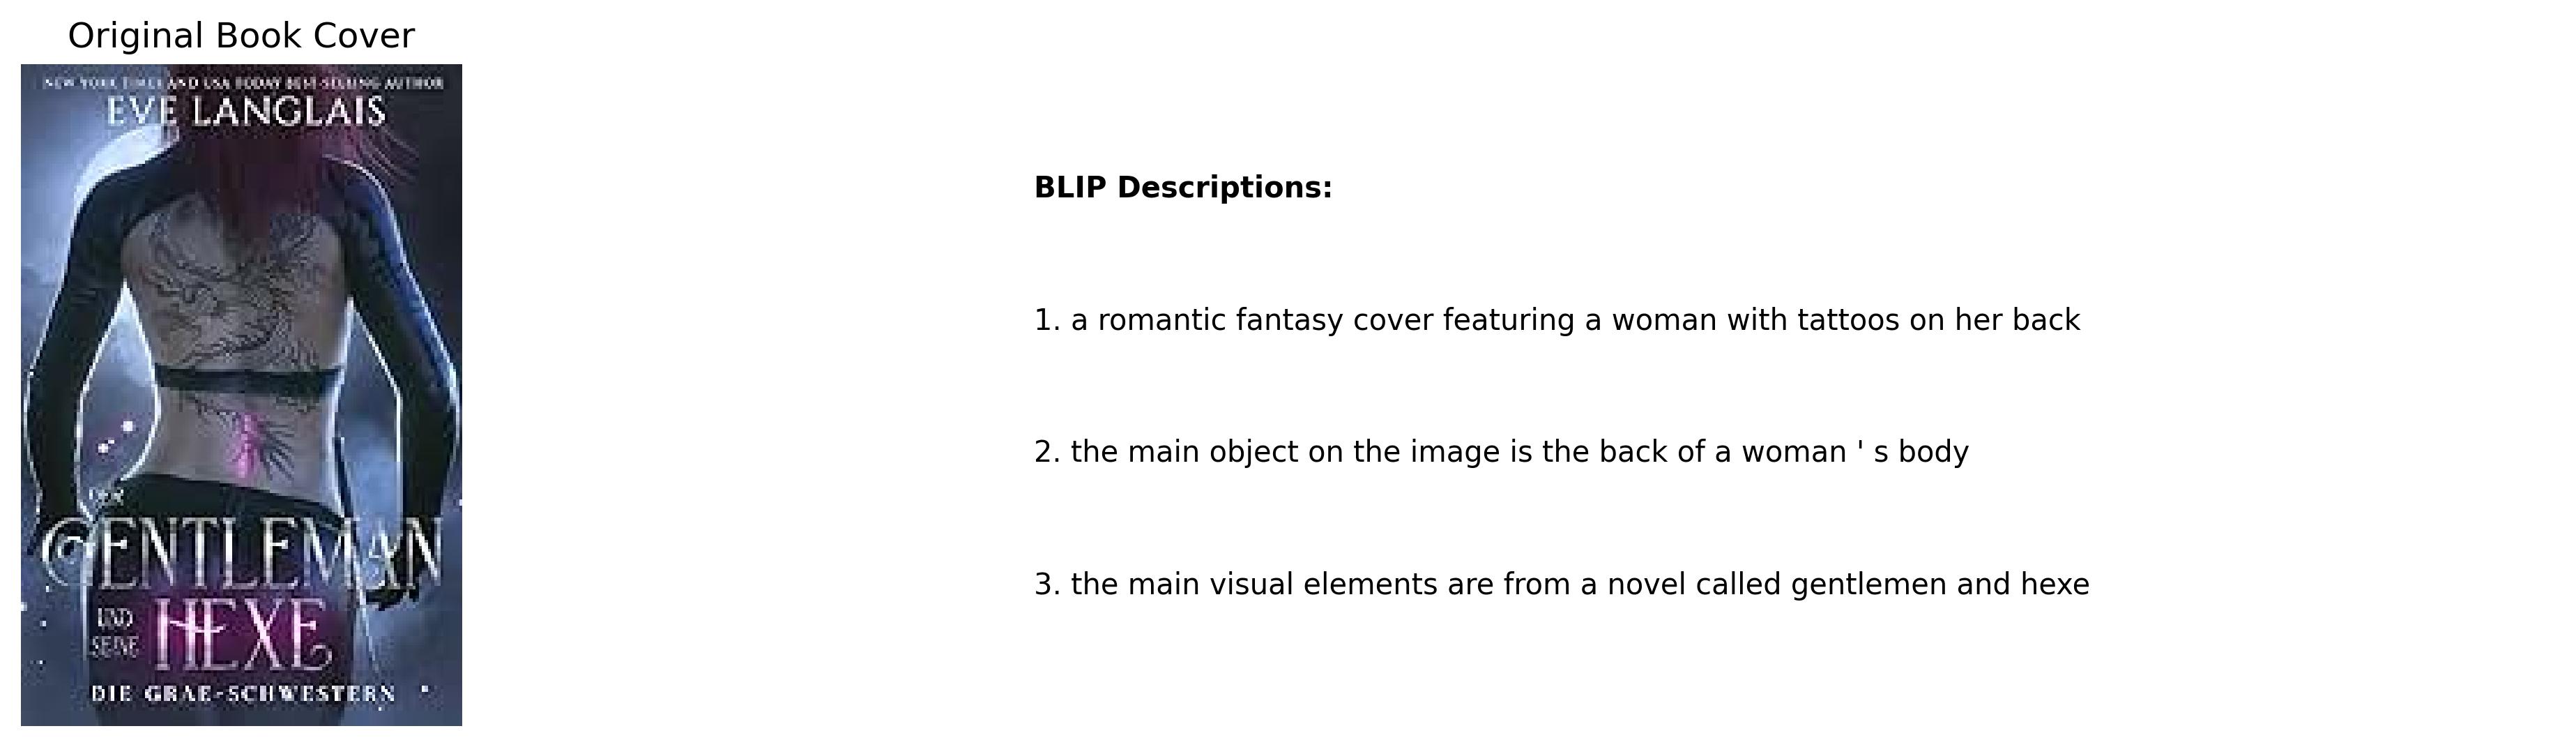 Original Book Cover
NEW YORK TIMES AND USA TODAY BEST-SELLING AUTHOR
EVE LANGLAIS
DER
GENTLEMAN
UND
SEINE
HEXE
DIE GRAE-SCHWESTERN
BLIP Descriptions:
1. a romantic fantasy cover featuring a woman with tattoos on her back
2. the main object on the image is the back of a woman ' s body
3. the main visual elements are from a novel called gentlemen and hexe